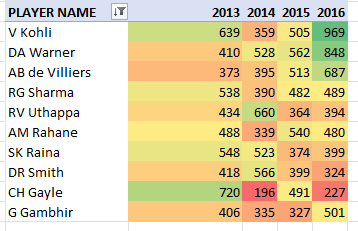 PLAYER NAME 2013 2014 2015 2016
V Kohli 639 359 505 969
DA Warner 410 528 562 848
AB de Villiers 373 395 513 687
RG Sharma 538 390 482 489
RV Uthappa 434 660 364 394
AM Rahane 488 339 540 480
SK Raina 548 523 374 399
DR Smith 418 566 399 324
CH Gayle 720 196 491 227
G Gambhir 406 335 327 501